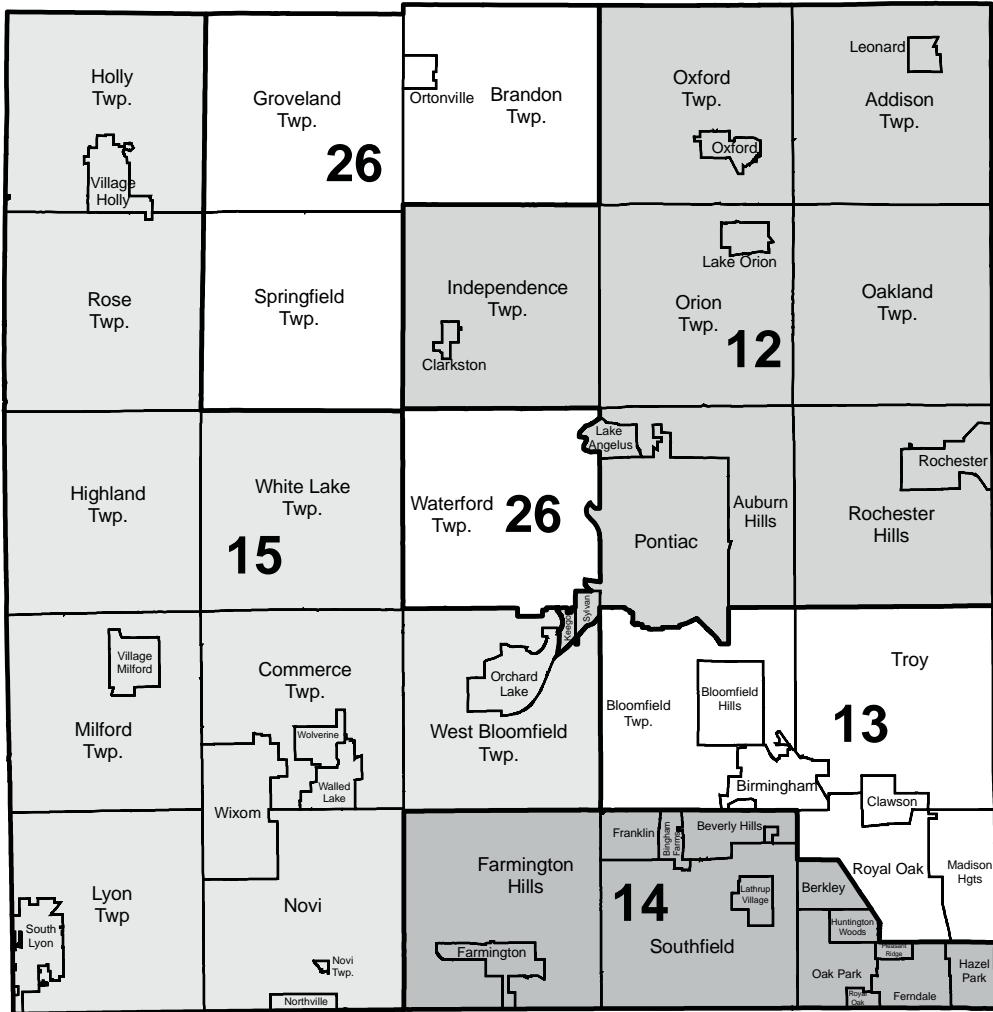 Holly
Twp.
Village
Holly
Groveland
Twp.
26
Ortonville
Brandon
Twp.
Oxford
Twp.
Oxford
Leonard
Addison
Twp.
Rose
Twp.
Springfield
Twp.
Independence
Twp.
Clarkston
Lake Orion
Orion
Twp.
12
Oakland
Twp.
Highland
Twp.
White Lake
Twp.
15
Waterford
Twp.
26
Lake
Angelus
Pontiac
Auburn
Hills
Rochester
Rochester
Hills
Village
Milford
Milford
Twp.
Commerce
Twp.
Wolverine
Walled
Lake
Wixom
Keego
Sylvan
Orchard
Lake
West Bloomfield
Twp.
Bloomfield
Twp.
Bloomfield
Hills
Birmingham
Troy
13
Clawson
Lyon
Twp
South
Lyon
Novi
Novi
Twp.
Northville
Farmington
Hills
Farmington
Franklin
Bingham
Farms
Beverly Hills
14
Lathrup
Village
Southfield
Royal Oak
Madison
Hgts
Berkley
Huntington
Woods
Pleasant
Ridge
Oak Park
Royal
Oak
Ferndale
Hazel
Park